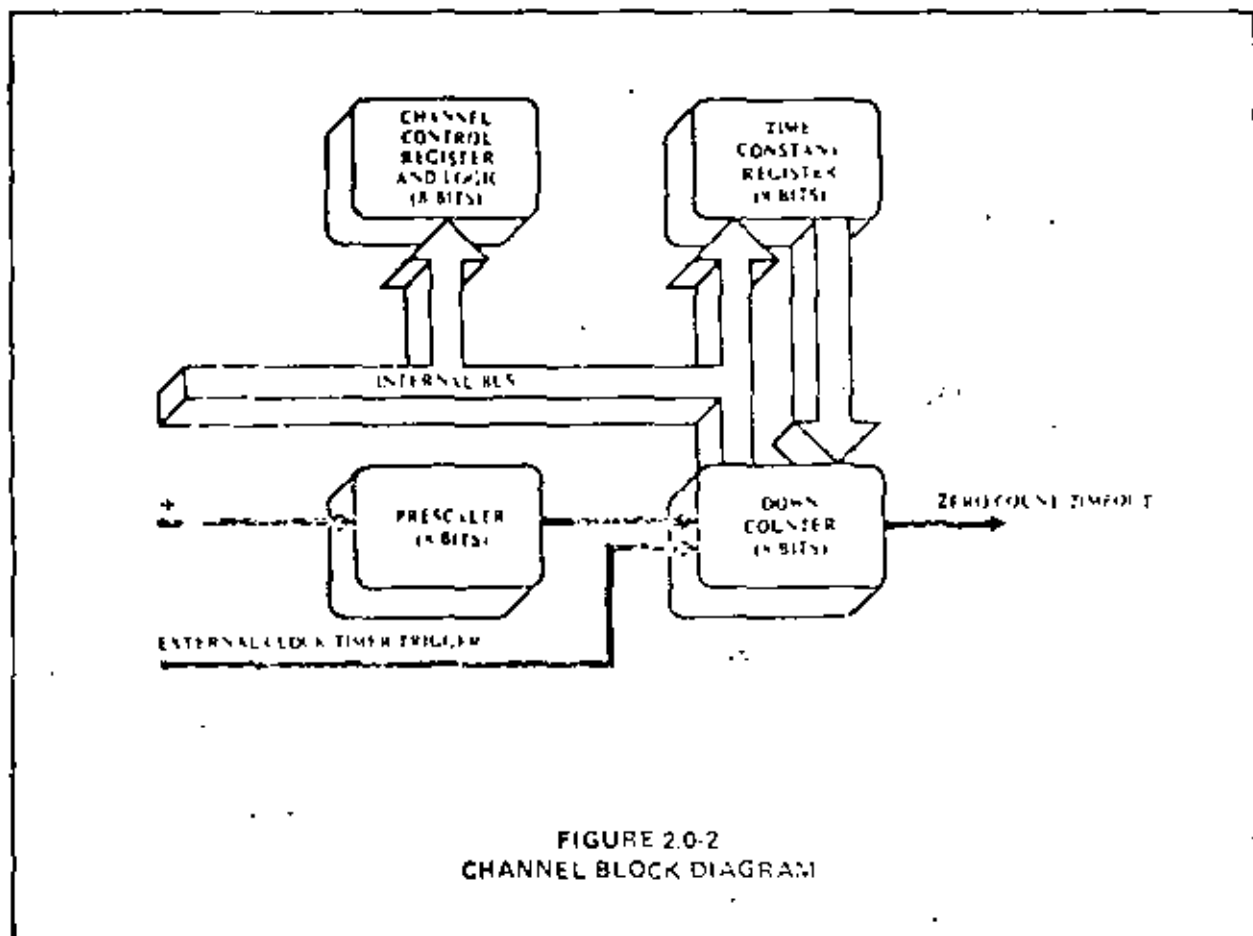 CHANNEL
CONTROL
REGISTER
AND LOGIC
(8 BITS)
TIME
CONSTANT
REGISTER
(8 BITS)
INTERNAL BUS
PRESCALER
(8 BITS)
DOWN
COUNTER
(8 BITS)
ZERO COUNT TIMEOUT
EXTERNAL CLOCK TIMER TRIGGER
FIGURE 2.0-2
CHANNEL BLOCK DIAGRAM